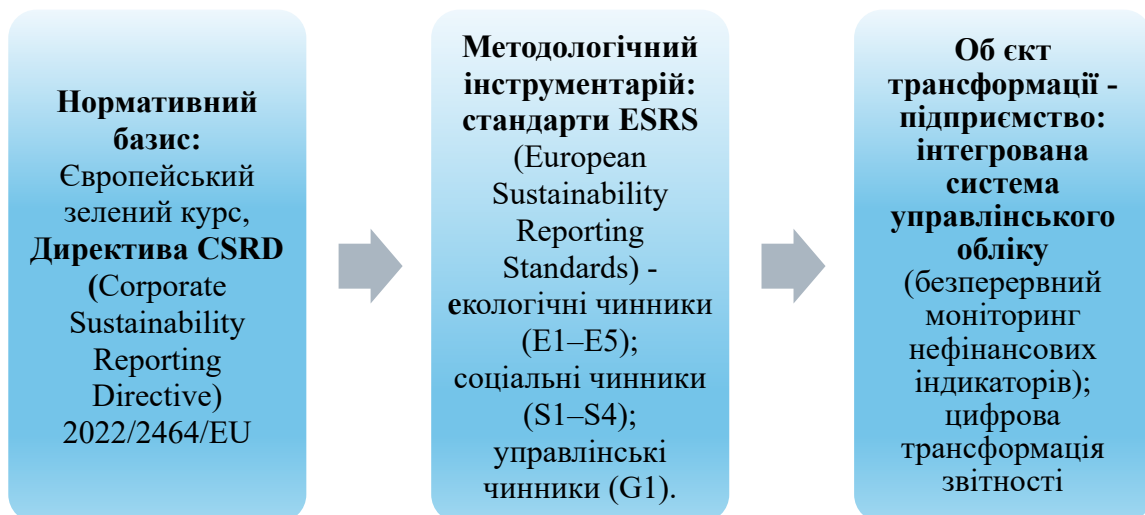 Нормативний
базис:
Європейський
зелений курс,
Директива CSRD
(Corporate
Sustainability
Reporting
Directive)
2022/2464/EU
Методологічний
інструментарій:
стандарти ESRS
(European
Sustainability
Reporting
Standards) -
екологічні чинники
(E1–E5);
соціальні чинники
(S1–S4);
управлінські
чинники (G1).
Об єкт
трансформації -
підприємство:
інтегрована
система
управлінського
обліку
(безперервний
моніторинг
нефінансових
індикаторів);
цифрова
трансформація
звітності